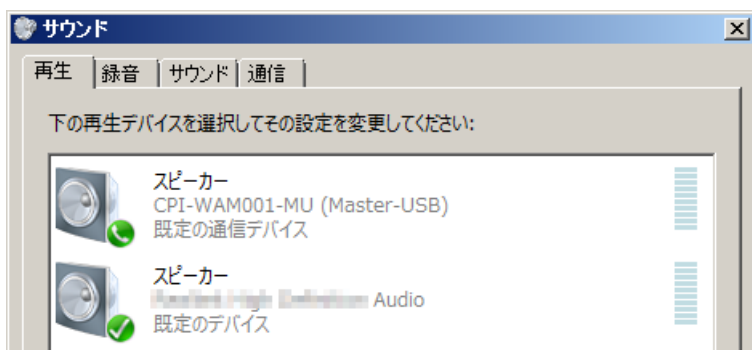 サウンド
再生 録音 サウンド 通信
下の再生デバイスを選択してその設定を変更してください:
スピーカー
CPI-WAM001-MU (Master-USB)
既定の通信デバイス
スピーカー
Audio
既定のデバイス